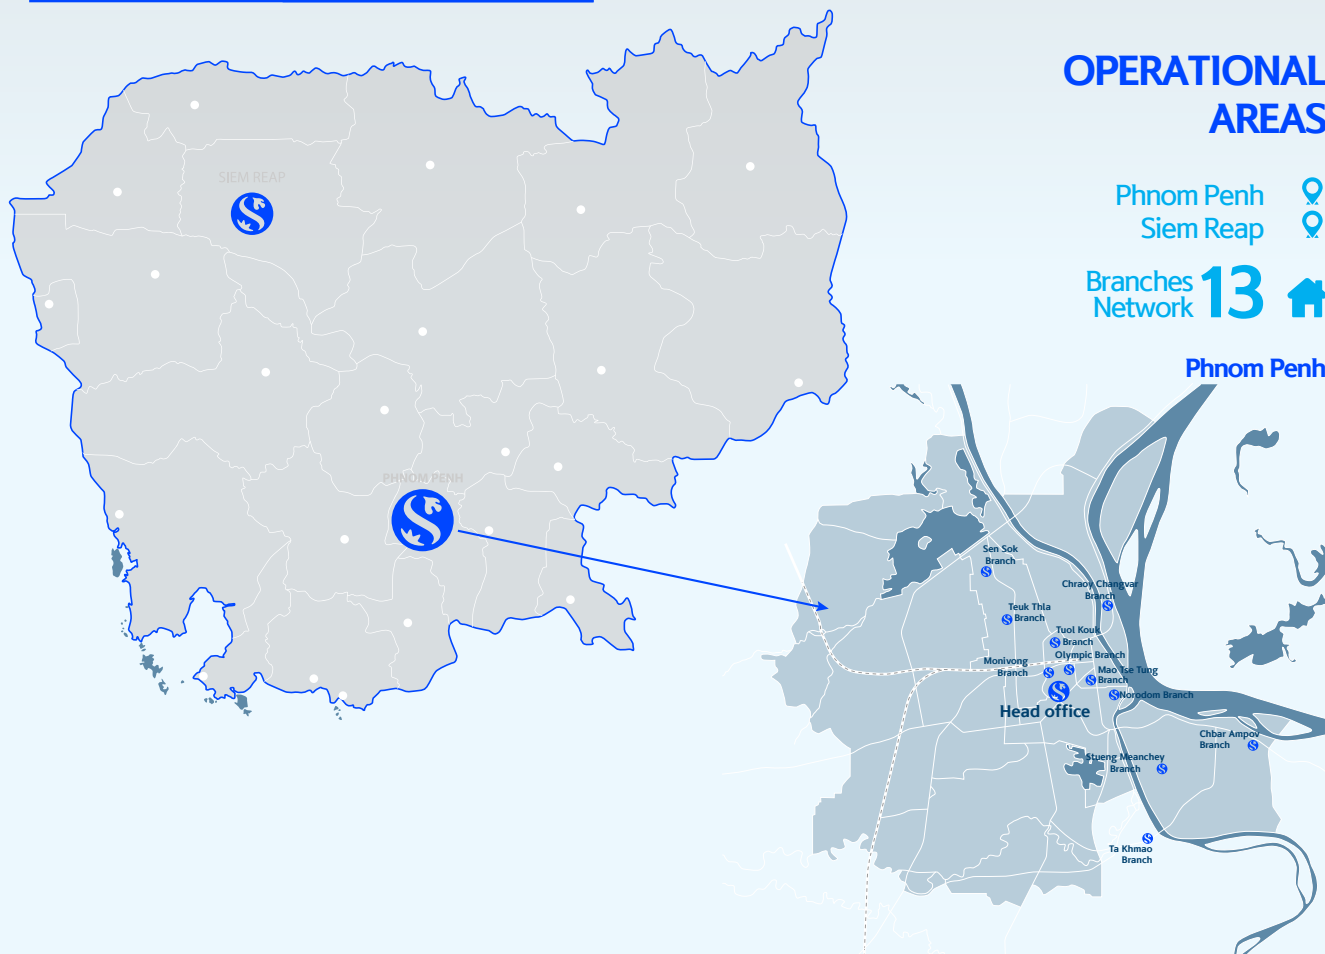 OPERATIONAL
AREAS
SIEM REAP
Phnom Penh
Siem Reap
Branches
Network 13
Phnom Penh
PHNOM PENH
Sen Sok
Branch
Chraoy Changvar
Branch
Teuk Thla
Branch
Tuol Kouk
Branch
Olympic Branch
Monivong
Branch
Mao Tse Tung
Branch
Norodom Branch
Head office
Chbar Ampov
Branch
Stueng Meanchey
Branch
Ta Khmao
Branch